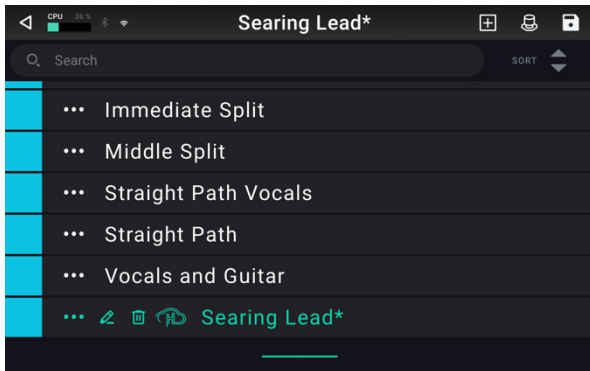 CPU 26%
Searing Lead*
Search
SORT
Immediate Split
Middle Split
Straight Path Vocals
Straight Path
Vocals and Guitar
Searing Lead*